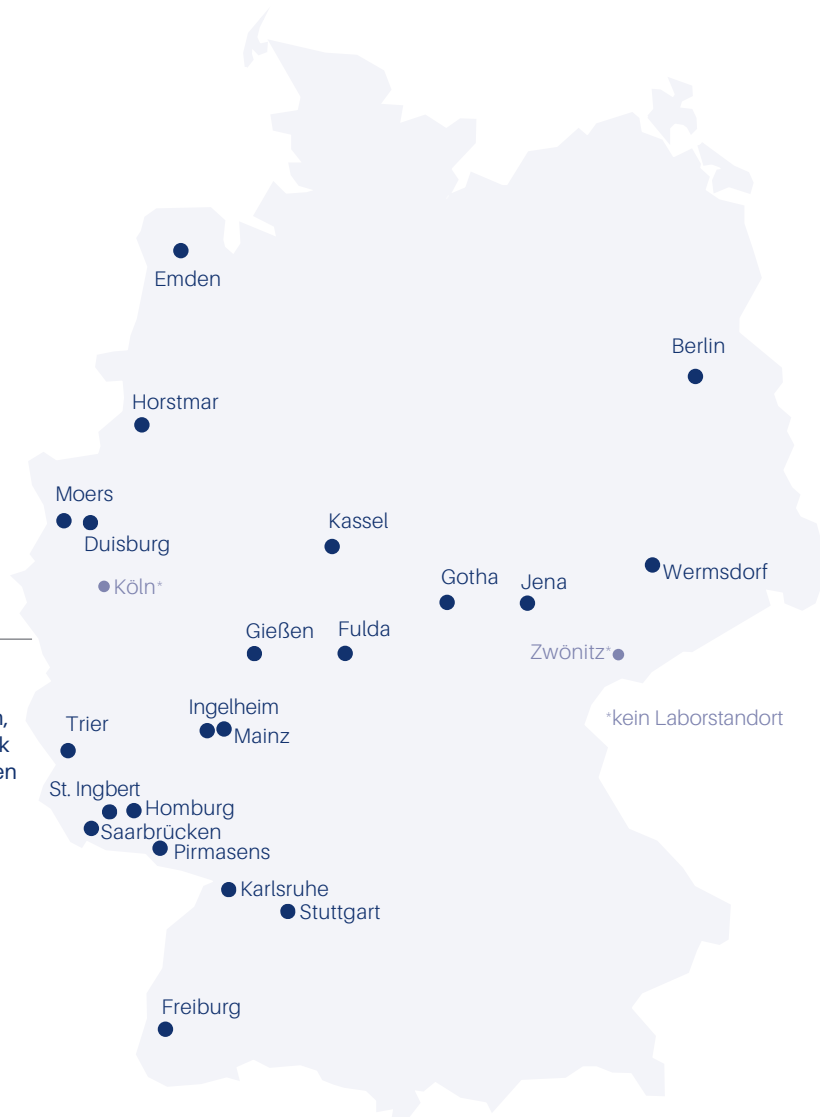 Emden
Berlin
Horstmar
Moers
Kassel
Duisburg
Gotha
Jena
Wermsdorf
Köln*
Gießen
Fulda
Zwönitz*
Ingelheim
*kein Laborstandort
Trier
Mainz
St. Ingbert
Homburg
Saarbrücken
Pirmasens
Karlsruhe
Stuttgart
Freiburg